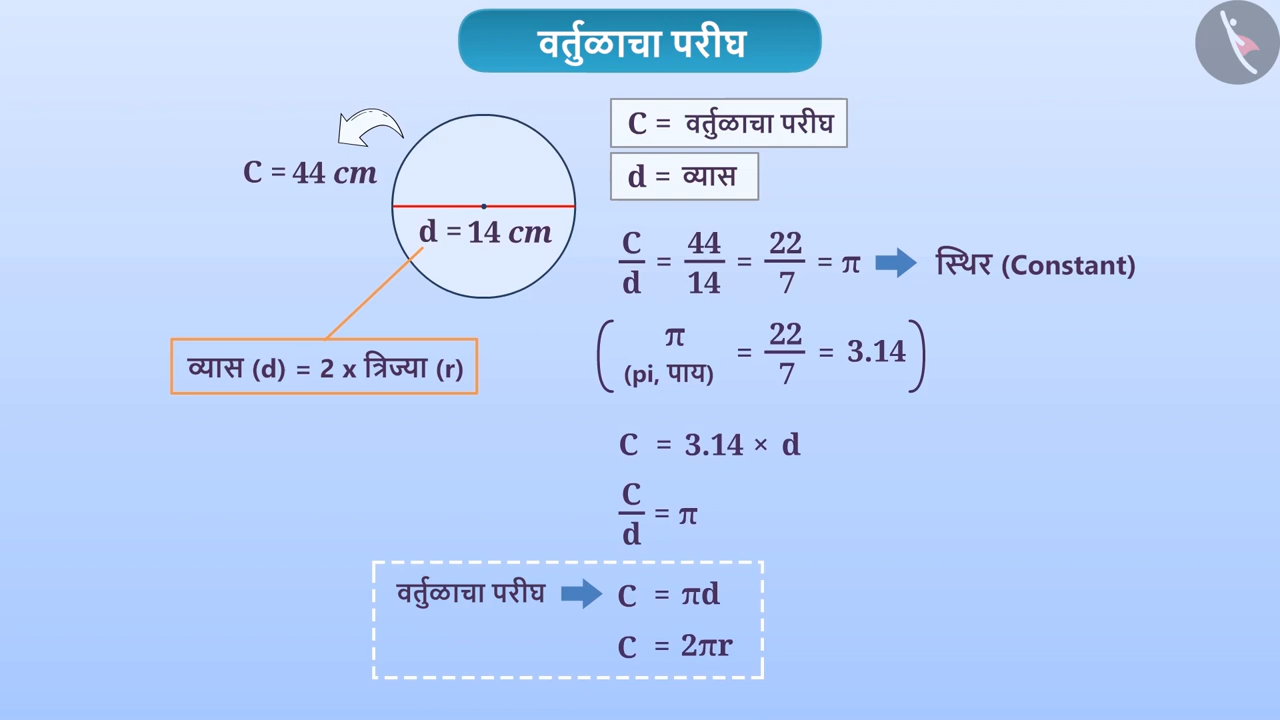 वर्तुळाचा परीघ
C = 44 cm
d = 14 cm
व्यास (d) = 2 x त्रिज्या (r)
C = वर्तुळाचा परीघ
d = व्यास
C/d = 44/14 = 22/7 = π ➡ स्थिर (Constant)
(π (pi, पाय) = 22/7 = 3.14)
C = 3.14 × d
C/d = π
वर्तुळाचा परीघ ➡ C = πd
C = 2πr